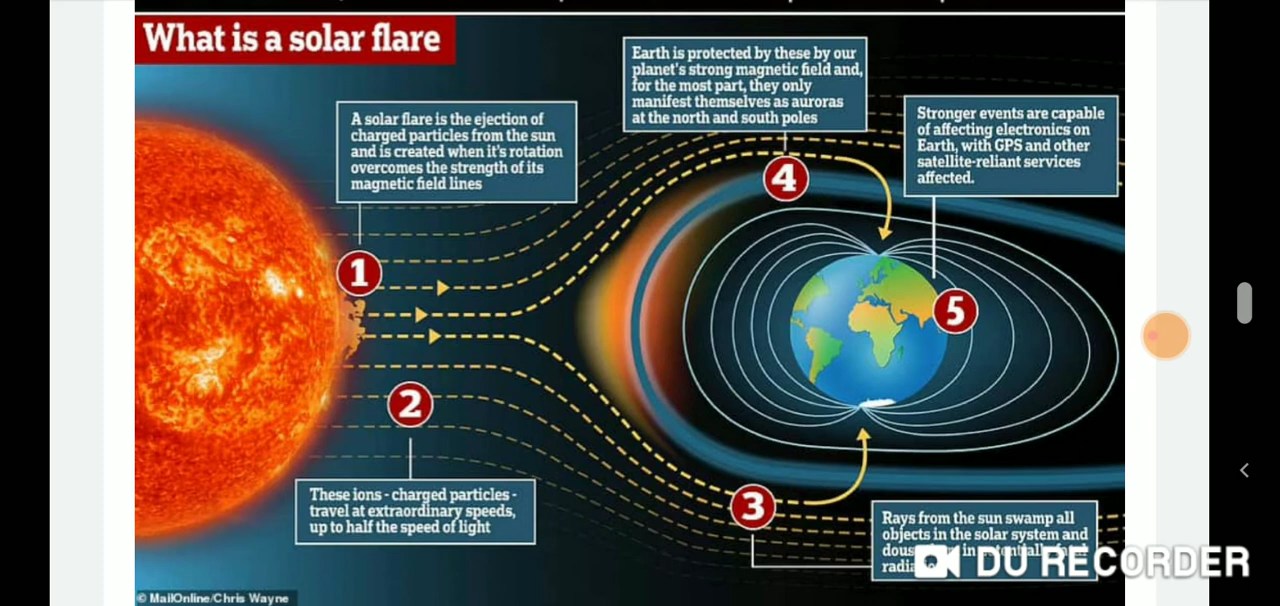 What is a solar flare
A solar flare is the ejection of
charged particles from the sun
and is created when it's rotation
overcomes the strength of its
magnetic field lines
1
2
These ions - charged particles -
travel at extraordinary speeds,
up to half the speed of light
Earth is protected by these by our
planet's strong magnetic field and,
for the most part, they only
manifest themselves as auroras
at the north and south poles
4
Stronger events are capable
of affecting electronics on
Earth, with GPS and other
satellite-reliant services
affected.
5
3
Rays from the sun swamp all
objects in the solar system and
in
DU RECORDER
© MailOnline/Chris Wayne